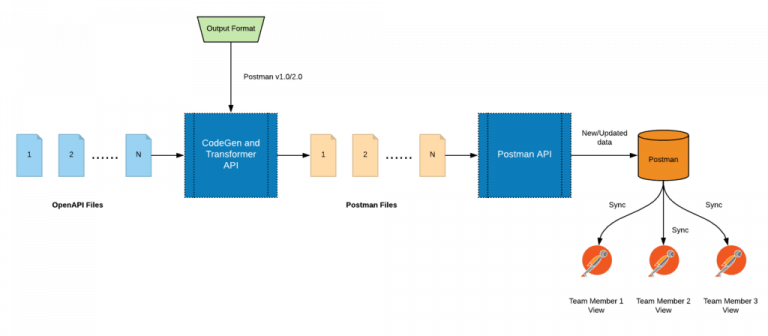 Output Format
Postman v1.0/2.0
1
2
......
N
CodeGen and
Transformer
API
1
2
......
N
Postman API
New/Updated
data
Postman
OpenAPI Files
Postman Files
Sync
Sync
Sync
Team Member 1
View
Team Member 2
View
Team Member 3
View